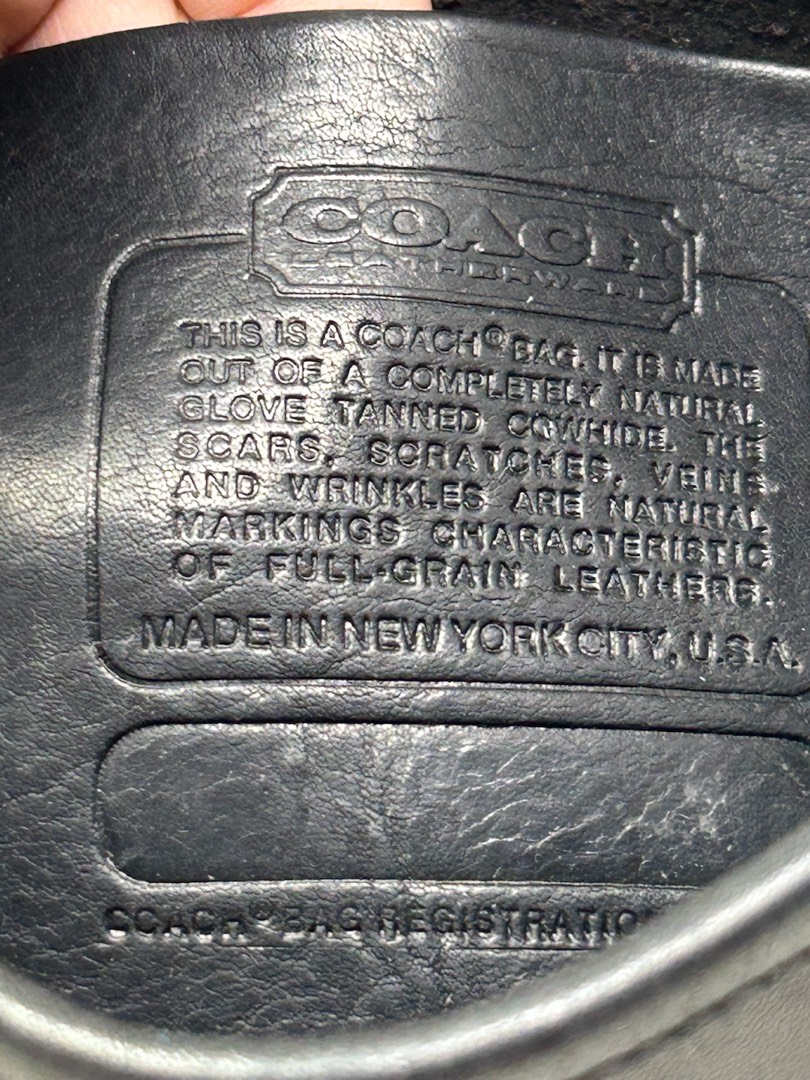 COACH
LEATHERWARE
THIS IS A COACH® BAG. IT IS MADE
OUT OF A COMPLETELY NATURAL
GLOVE TANNED COWHIDE. THE
SCARS, SCRATCHES, VEINS
AND WRINKLES ARE NATURAL
MARKINGS CHARACTERISTIC
OF FULL-GRAIN LEATHERS.
MADE IN NEW YORK CITY, U.S.A.
COACH® BAG REGISTRATION